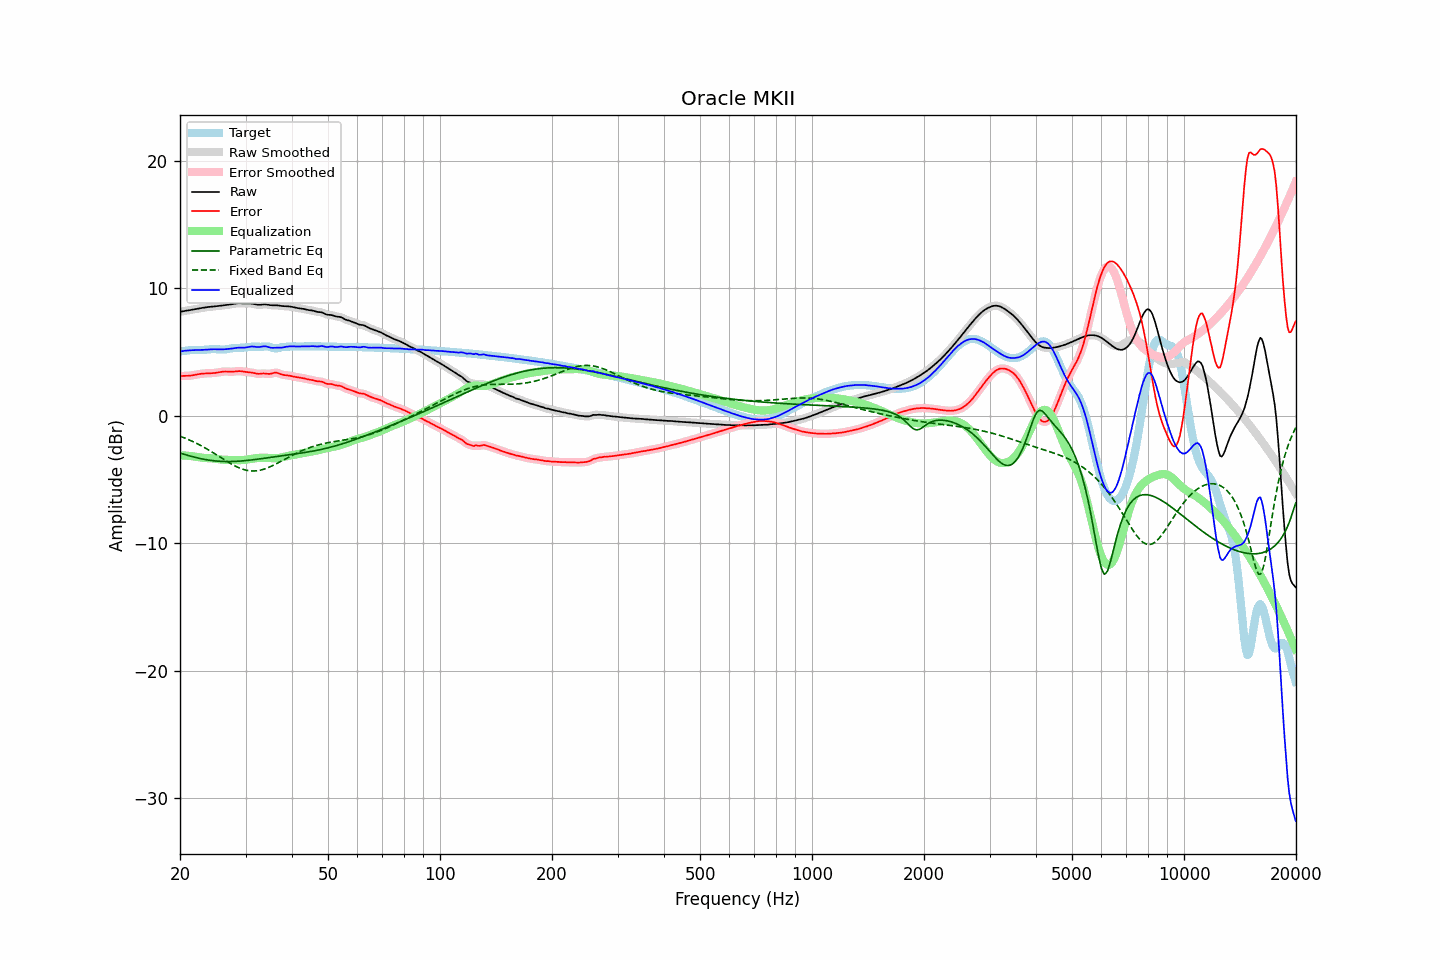 Oracle MKII
Target
Raw Smoothed
Error Smoothed
Raw
Error
Equalization
Parametric Eq
Fixed Band Eq
Equalized
20
10
0
−10
−20
−30
Amplitude (dBr)
20 50 100 200 500 1000 2000 5000 10000 20000
Frequency (Hz)